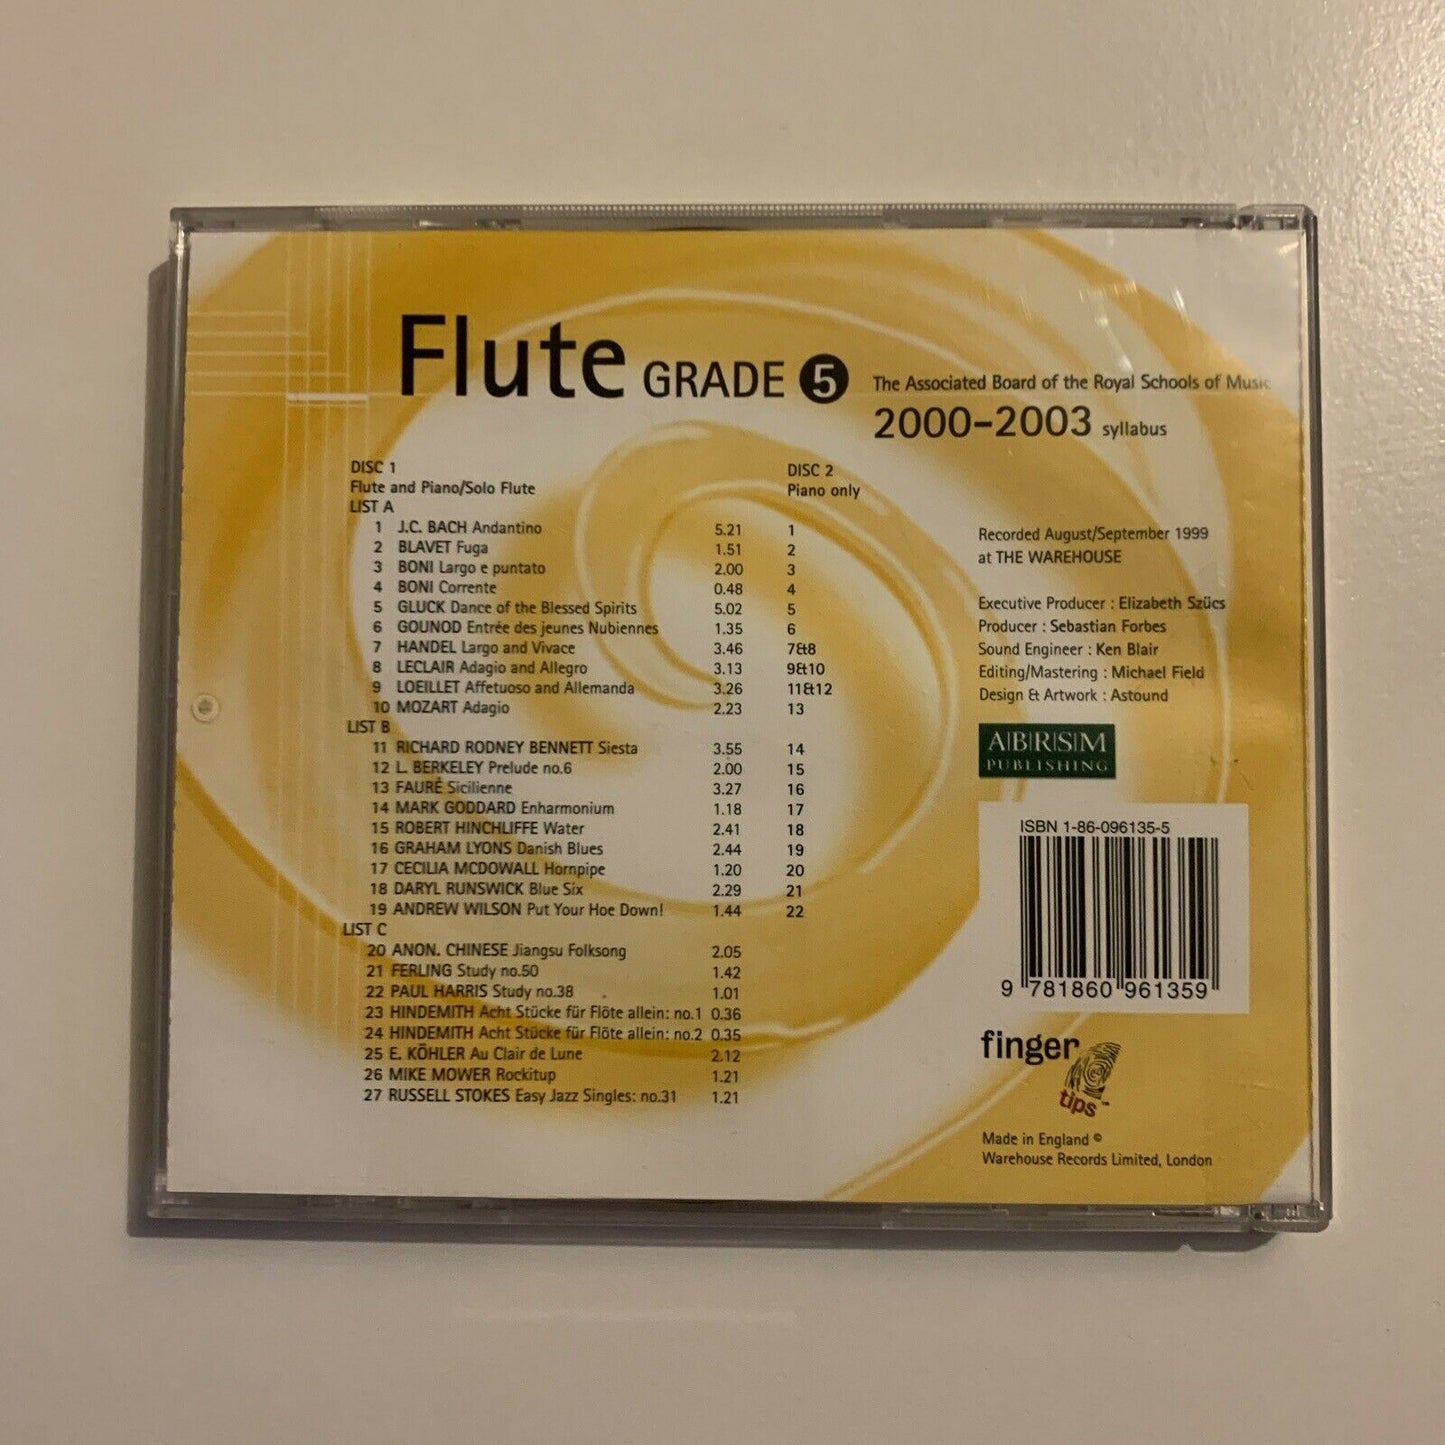 Flute GRADE 5
The Associated Board of the Royal Schools of Music
2000-2003 syllabus
DISC 1
Flute and Piano/Solo Flute
DISC 2
Piano only
LIST A
1 J.C. BACH Andantino 5.21 1
2 BLAVET Fuga 1.51 2
3 BONI Largo e puntato 2.00 3
4 BONI Corrente 0.48 4
5 GLUCK Dance of the Blessed Spirits 5.02 5
6 GOUNOD Entrée des jeunes Nubiennes 1.35 6
7 HANDEL Largo and Vivace 3.46 7&8
8 LECLAIR Adagio and Allegro 3.13 9&10
9 LOEILLET Affetuoso and Allemanda 3.26 11&12
10 MOZART Adagio 2.23 13
LIST B
11 RICHARD RODNEY BENNETT Siesta 3.55 14
12 L. BERKELEY Prelude no.6 2.00 15
13 FAURÉ Sicilienne 3.27 16
14 MARK GODDARD Enharmonium 1.18 17
15 ROBERT HINCHLIFFE Water 2.41 18
16 GRAHAM LYONS Danish Blues 2.44 19
17 CECILIA MCDOWALL Hornpipe 1.20 20
18 DARYL RUNSWICK Blue Six 2.29 21
19 ANDREW WILSON Put Your Hoe Down! 1.44 22
LIST C
20 ANON. CHINESE Jiangsu Folksong 2.05
21 FERLING Study no.50 1.42
22 PAUL HARRIS Study no.38 1.01
23 HINDEMITH Acht Stücke für Flöte allein: no.1 0.36
24 HINDEMITH Acht Stücke für Flöte allein: no.2 0.35
25 E. KÖHLER Au Clair de Lune 2.12
26 MIKE MOWER Rockitup 1.21
27 RUSSELL STOKES Easy Jazz Singles: no.31 1.21
Recorded August/September 1999
at THE WAREHOUSE
Executive Producer : Elizabeth Szücs
Producer : Sebastian Forbes
Sound Engineer : Ken Blair
Editing/Mastering : Michael Field
Design & Artwork : Astound
A|B|R|S|M
PUBLISHING
ISBN 1-86-096135-5
9 781860 961359
finger
tips™
Made in England ©
Warehouse Records Limited, London